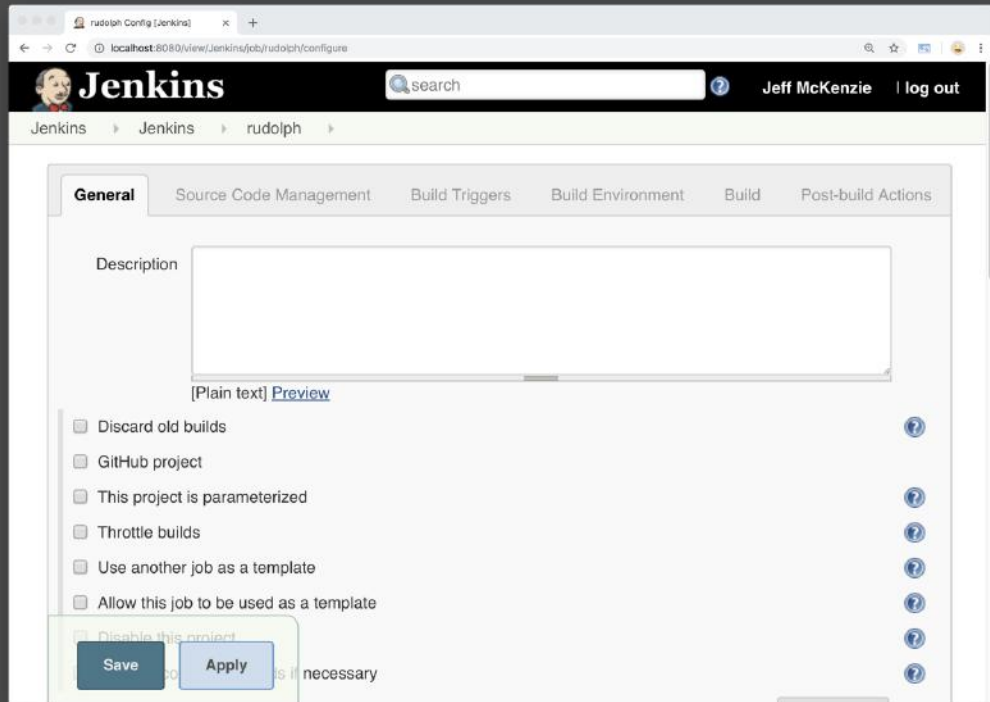 rudolph Config [Jenkins] × +
localhost:8080/view/Jenkins/job/rudolph/configure
Jenkins search Jeff McKenzie | log out
Jenkins Jenkins rudolph
General Source Code Management Build Triggers Build Environment Build Post-build Actions
Description
[Plain text] Preview
Discard old builds
GitHub project
This project is parameterized
Throttle builds
Use another job as a template
Allow this job to be used as a template
Disable this project
Save Apply if necessary